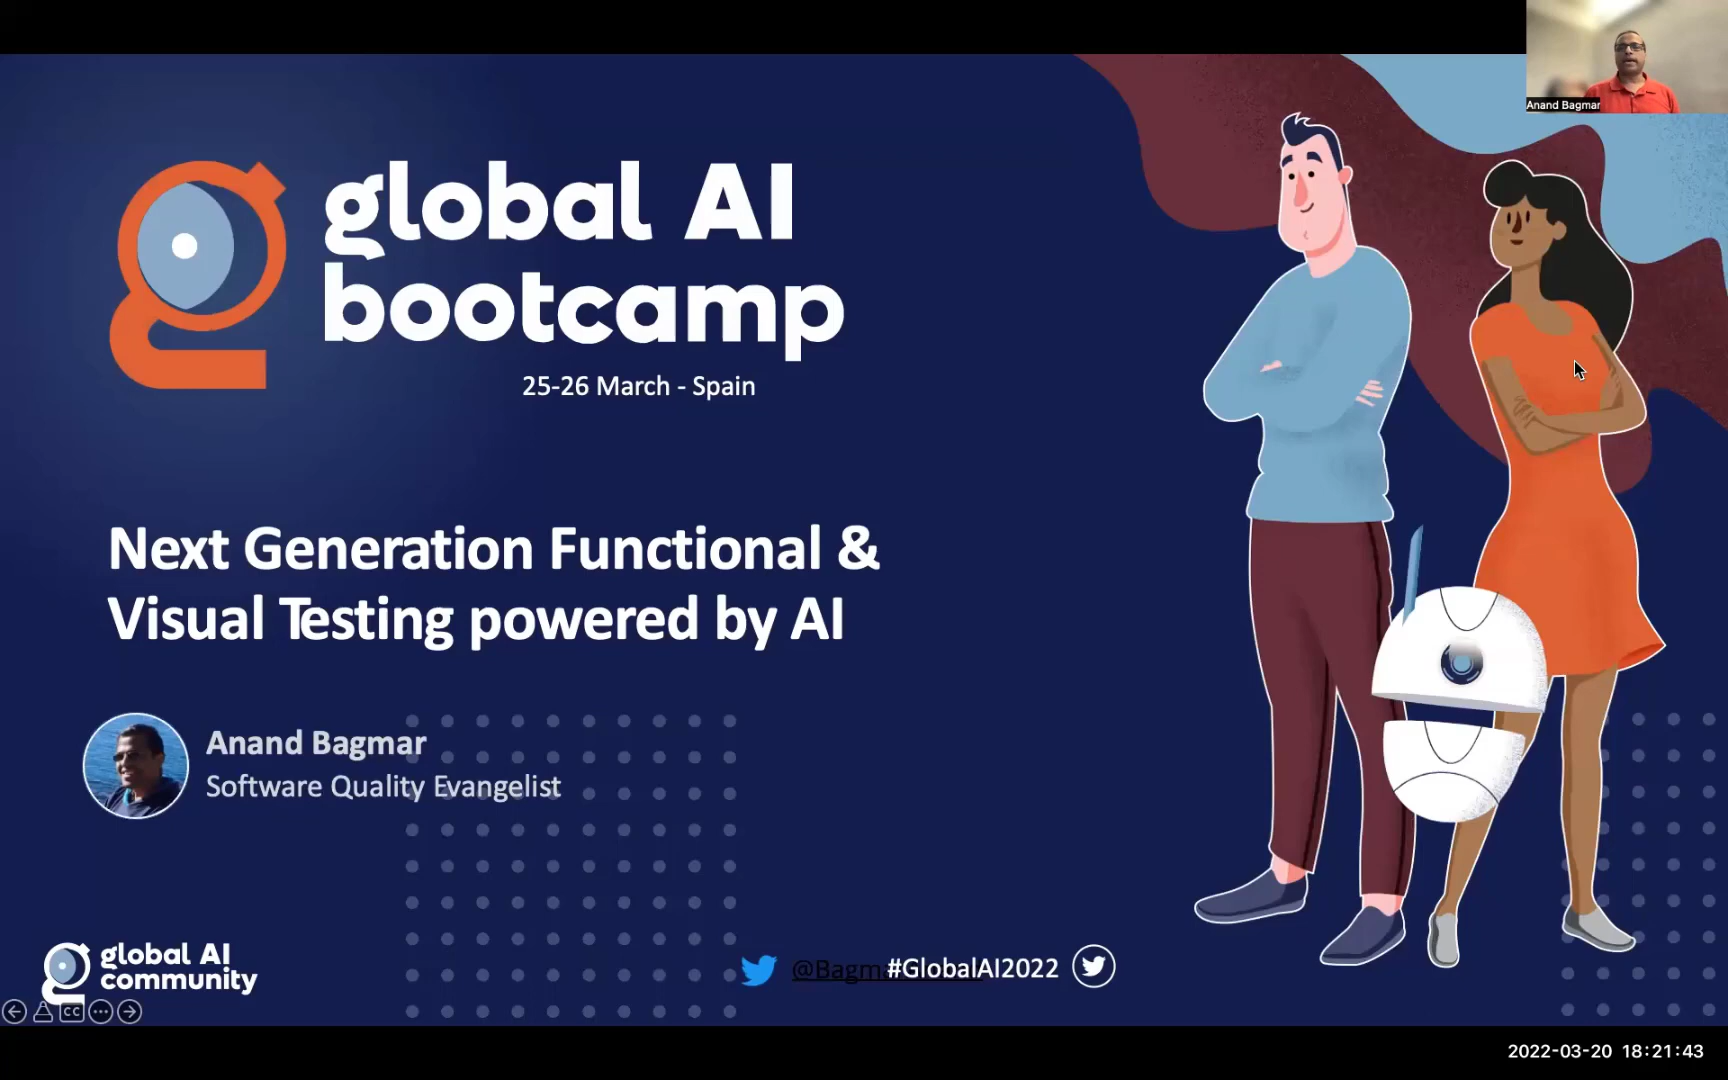 Anand Bagmar
global AI
bootcamp
25-26 March - Spain
Next Generation Functional &
Visual Testing powered by AI
Anand Bagmar
Software Quality Evangelist
global AI
community
#GlobalAI2022
CC
2022-03-20 18:21:43